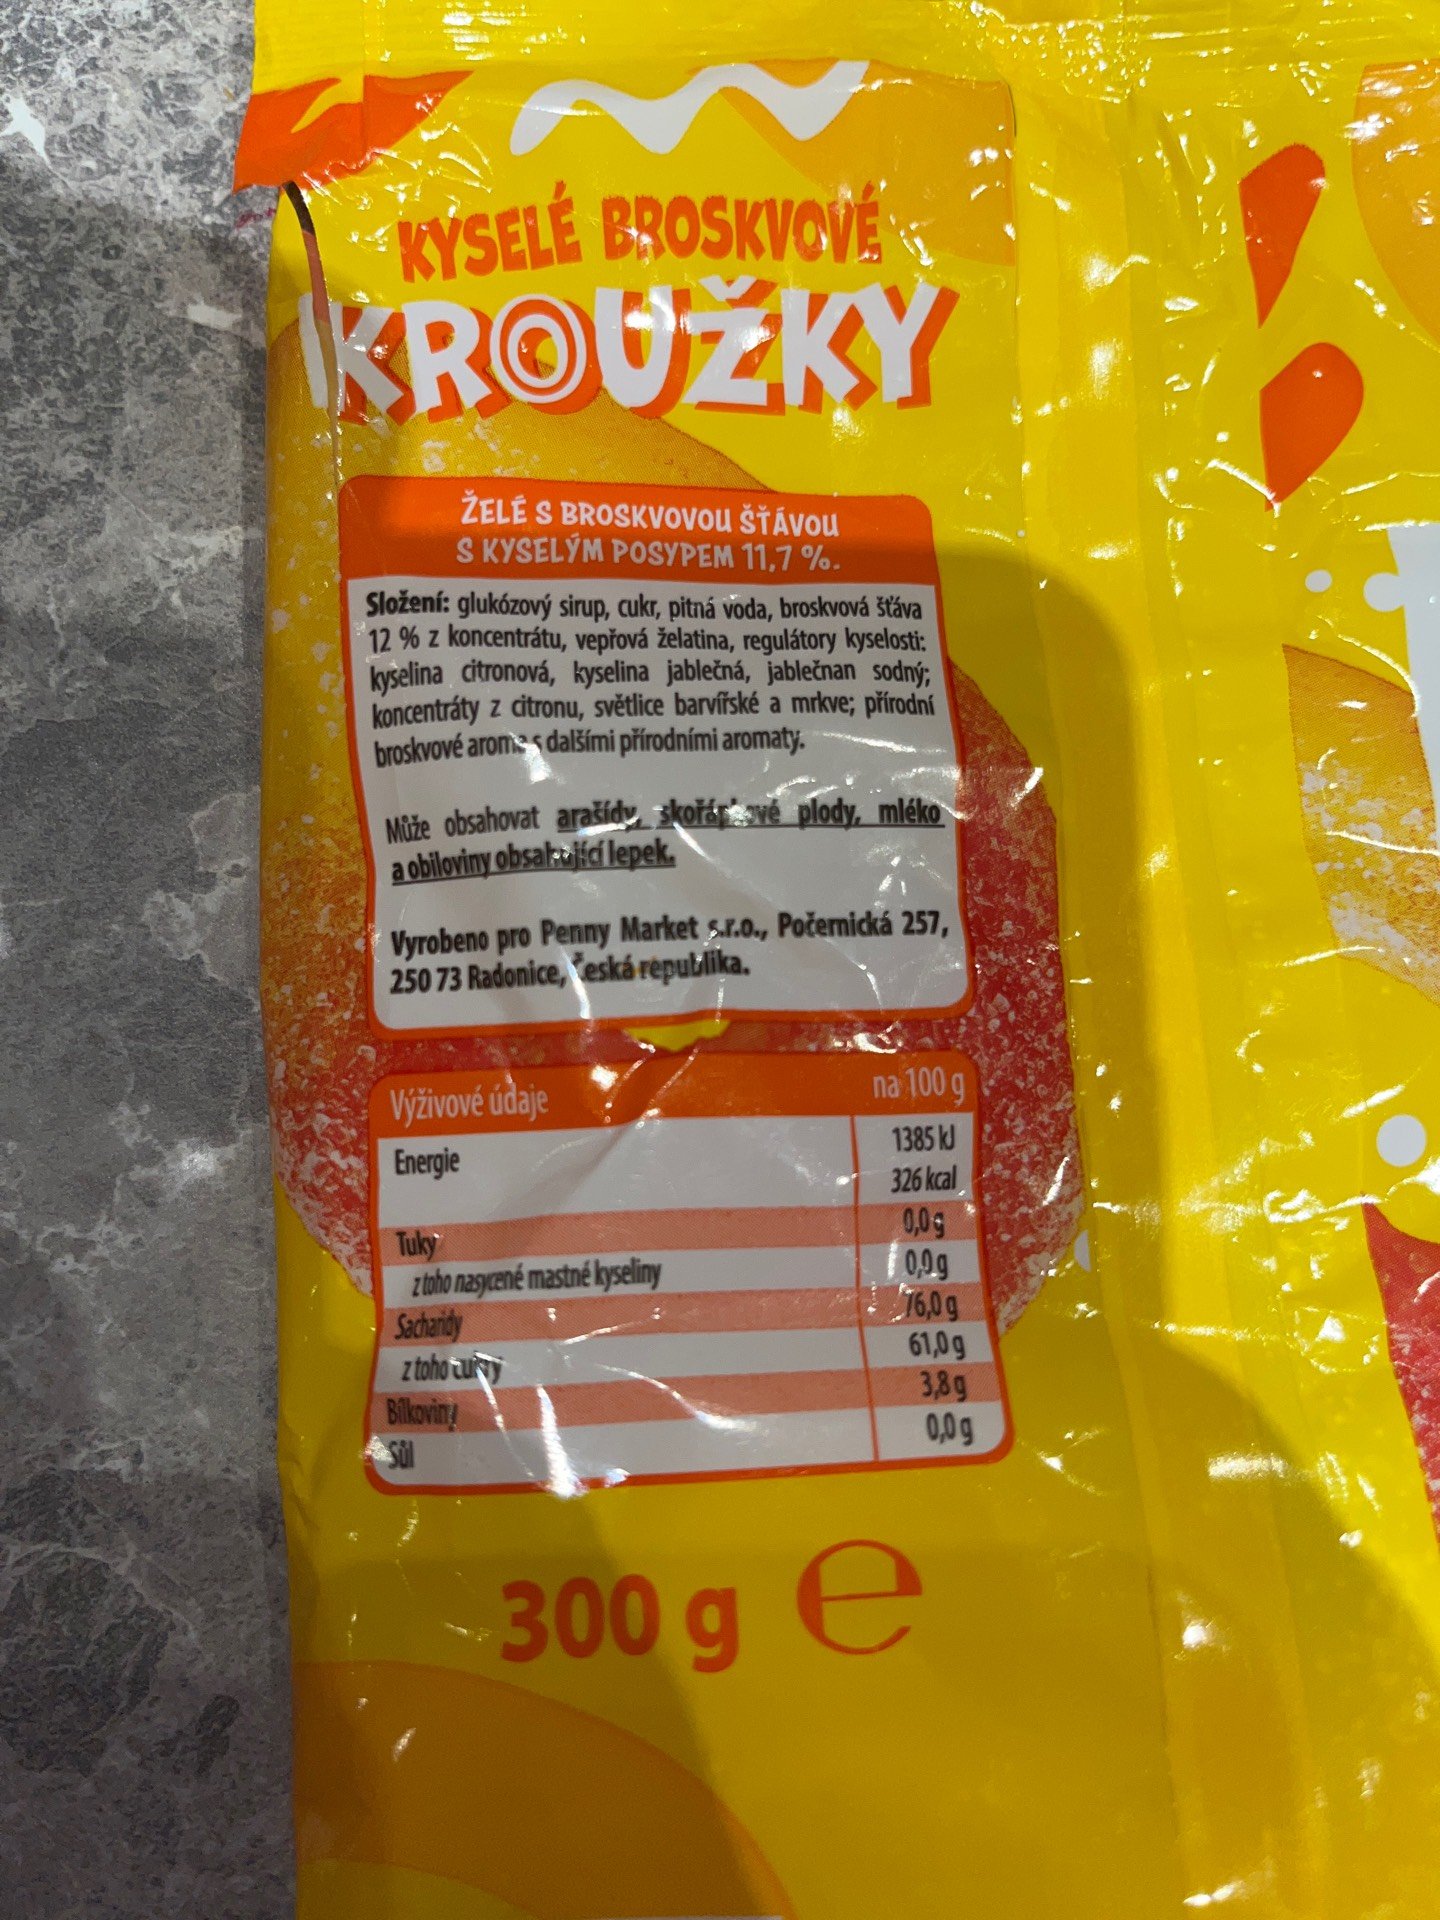 KYSELÉ BROSKVOVÉ
KROUŽKY
ŽELÉ S BROSKVOVOU ŠŤÁVOU
S KYSELÝM POSYPEM 11,7 %.
Složení: glukózový sirup, cukr, pitná voda, broskvová šťáva
12 % z koncentrátu, vepřová želatina, regulátory kyselosti:
kyselina citronová, kyselina jablečná, jablečnan sodný;
koncentráty z citronu, světlice barvířské a mrkve; přírodní
broskvové aroma s dalšími přírodními aromaty.
Může obsahovat arašídy, skořápkové plody, mléko
a obiloviny obsahující lepek.
Vyrobeno pro Penny Market s.r.o., Počernická 257,
250 73 Radonice, Česká republika.
Výživové údaje na 100 g
Energie 1385 kJ
326 kcal
Tuky 0,0 g
z toho nasycené mastné kyseliny 0,0 g
Sacharidy 76,0 g
z toho cukry 61,0 g
Bílkoviny 3,8 g
Sůl 0,0 g
300 g e